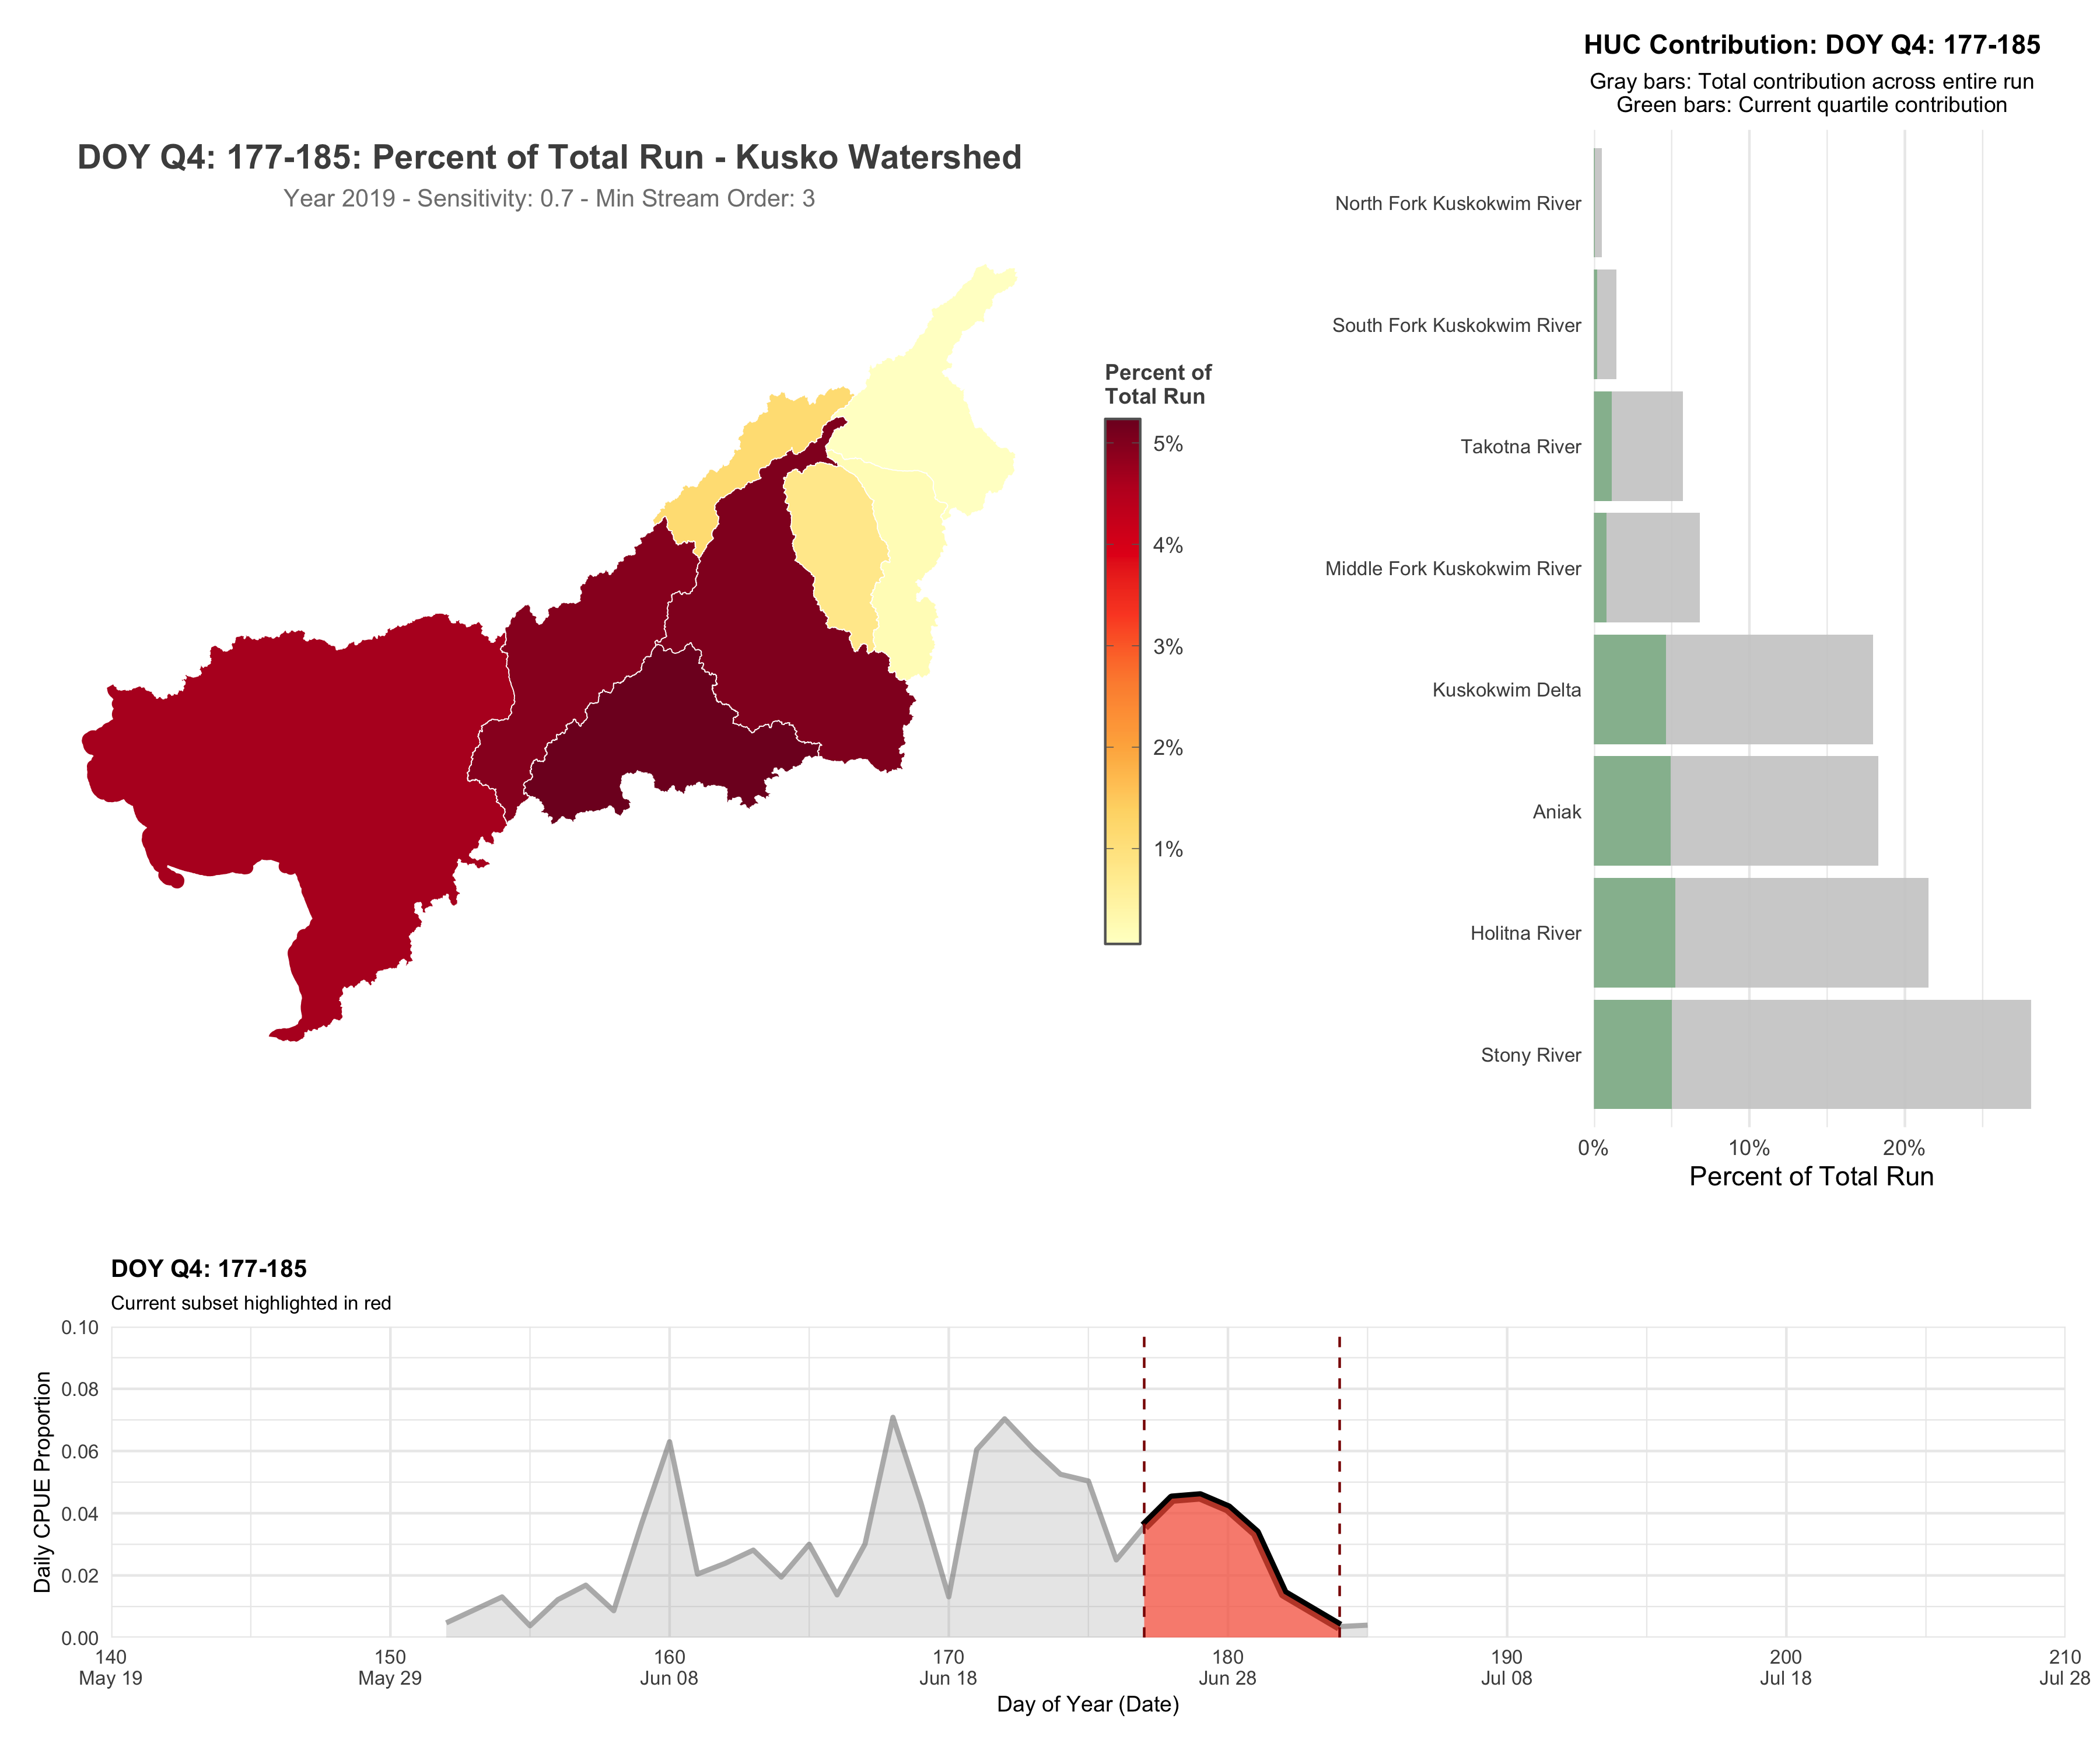 DOY Q4: 177-185: Percent of Total Run - Kusko Watershed
Year 2019 - Sensitivity: 0.7 - Min Stream Order: 3
Percent of
Total Run
5%
4%
3%
2%
1%
HUC Contribution: DOY Q4: 177-185
Gray bars: Total contribution across entire run
Green bars: Current quartile contribution
North Fork Kuskokwim River
South Fork Kuskokwim River
Takotna River
Middle Fork Kuskokwim River
Kuskokwim Delta
Aniak
Holitna River
Stony River
0% 10% 20%
Percent of Total Run
DOY Q4: 177-185
Current subset highlighted in red
Daily CPUE Proportion
0.10
0.08
0.06
0.04
0.02
0.00
140 150 160 170 180 190 200 210
May 19 May 29 Jun 08 Jun 18 Jun 28 Jul 08 Jul 18 Jul 28
Day of Year (Date)